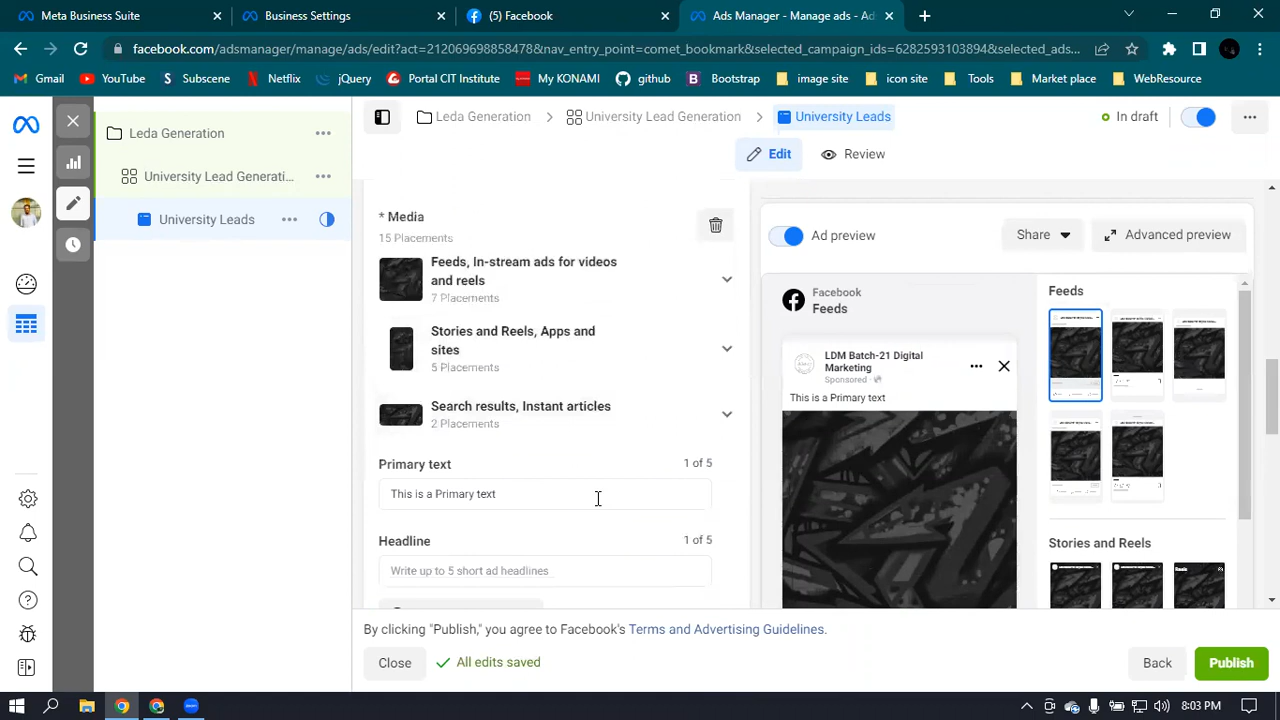 Meta Business Suite
Business Settings
(5) Facebook
Ads Manager - Manage ads - Ads
facebook.com/adsmanager/manage/ads/edit?act=212069698858478&nav_entry_point=comet_bookmark&selected_campaign_ids=62825931038894&selected_ads...
Gmail
YouTube
Subscene
Netflix
jQuery
Portal CIT Institute
My KONAMI
github
Bootstrap
image site
icon site
Tools
Market place
WebResource
Leda Generation
University Lead Generati...
University Leads
Leda Generation
University Lead Generation
University Leads
In draft
Edit
Review
* Media
15 Placements
Feeds, In-stream ads for videos
and reels
7 Placements
Stories and Reels, Apps and
sites
5 Placements
Search results, Instant articles
2 Placements
Primary text
1 of 5
This is a Primary text
Headline
1 of 5
Write up to 5 short ad headlines
Ad preview
Share
Advanced preview
Facebook
Feeds
LDM Batch-21 Digital
Marketing
Sponsored ·
This is a Primary text
Feeds
Stories and Reels
By clicking "Publish," you agree to Facebook's Terms and Advertising Guidelines.
Close
All edits saved
Back
Publish
8:03 PM